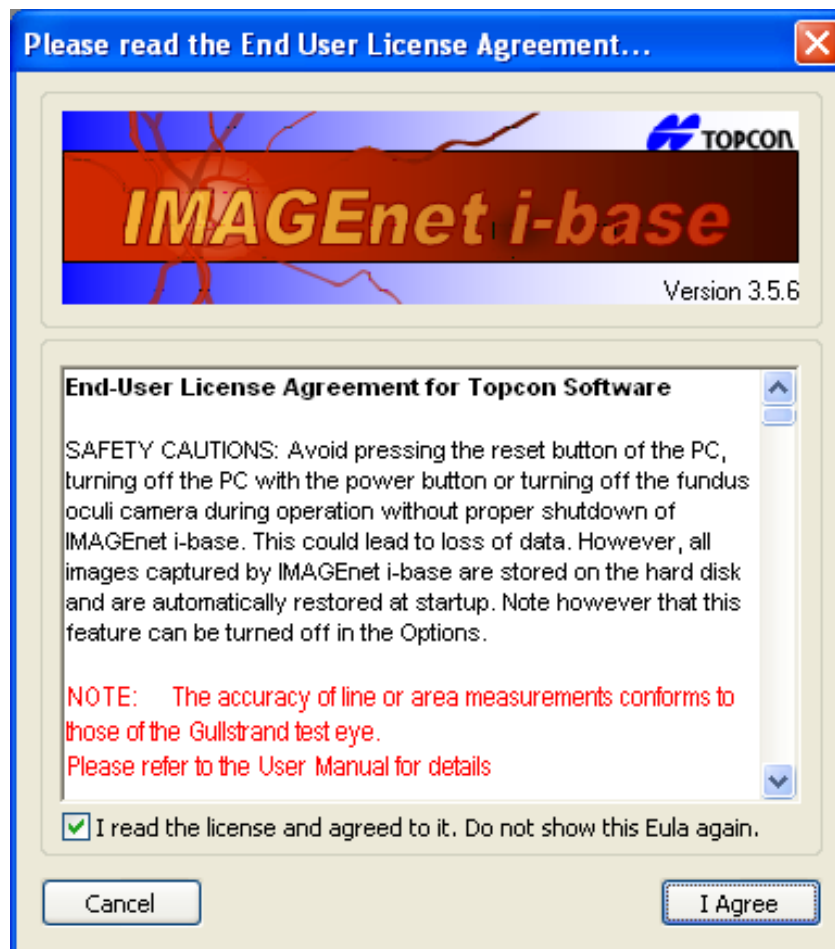 Please read the End User License Agreement...
TOPCON
IMAGEnet i-base
Version 3.5.6
End-User License Agreement for Topcon Software
SAFETY CAUTIONS: Avoid pressing the reset button of the PC,
turning off the PC with the power button or turning off the fundus
oculi camera during operation without proper shutdown of
IMAGEnet i-base. This could lead to loss of data. However, all
images captured by IMAGEnet i-base are stored on the hard disk
and are automatically restored at startup. Note however that this
feature can be turned off in the Options.
NOTE: The accuracy of line or area measurements conforms to
those of the Gullstrand test eye.
Please refer to the User Manual for details
I read the license and agreed to it. Do not show this Eula again.
Cancel
I Agree